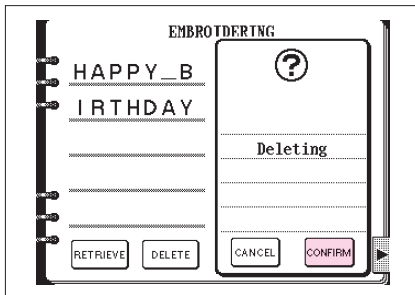 EMBROIDERING
HAPPY_B
IRTHDAY
?
Deleting
RETRIEVE DELETE CANCEL CONFIRM